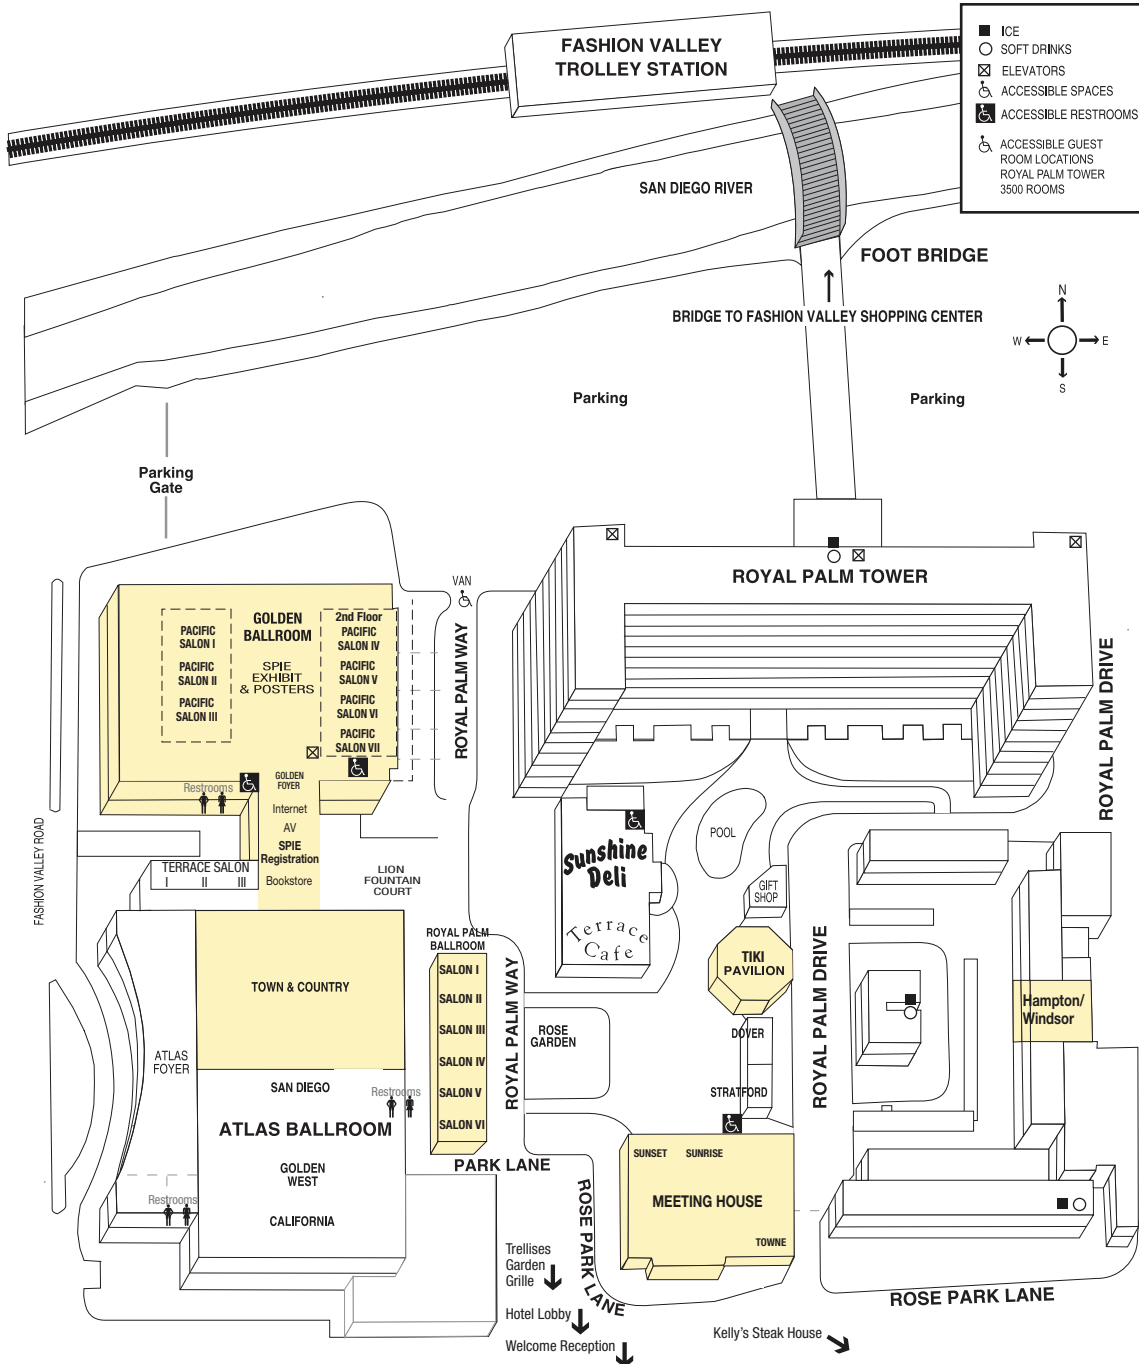 FASHION VALLEY
TROLLEY STATION
ICE
SOFT DRINKS
ELEVATORS
ACCESSIBLE SPACES
ACCESSIBLE RESTROOMS
ACCESSIBLE GUEST
ROOM LOCATIONS
ROYAL PALM TOWER
3500 ROOMS
SAN DIEGO RIVER
FOOT BRIDGE
BRIDGE TO FASHION VALLEY SHOPPING CENTER
N
W
E
S
Parking
Parking
Parking
Gate
ROYAL PALM TOWER
VAN
ROYAL PALM WAY
ROYAL PALM DRIVE
GOLDEN
BALLROOM
SPIE
EXHIBIT
& POSTERS
PACIFIC
SALON I
PACIFIC
SALON II
PACIFIC
SALON III
2nd Floor
PACIFIC
SALON IV
PACIFIC
SALON V
PACIFIC
SALON VI
PACIFIC
SALON VII
GOLDEN
FOYER
Restrooms
Internet
AV
SPIE
Registration
Bookstore
FASHION VALLEY ROAD
TERRACE SALON
I II III
LION
FOUNTAIN
COURT
Sunshine
Deli
Terrace
Cafe
POOL
GIFT
SHOP
TIKI
PAVILION
ROYAL PALM
BALLROOM
SALON I
SALON II
SALON III
SALON IV
SALON V
SALON VI
ROYAL PALM WAY
ROSE
GARDEN
DOVER
STRATFORD
ROYAL PALM DRIVE
Hampton/
Windsor
TOWN & COUNTRY
ATLAS
FOYER
SAN DIEGO
Restrooms
ATLAS BALLROOM
GOLDEN
WEST
CALIFORNIA
Restrooms
PARK LANE
SUNSET SUNRISE
MEETING HOUSE
TOWNE
ROSE PARK LANE
ROSE PARK LANE
Trellises
Garden
Grille
Hotel Lobby
Welcome Reception
Kelly's Steak House